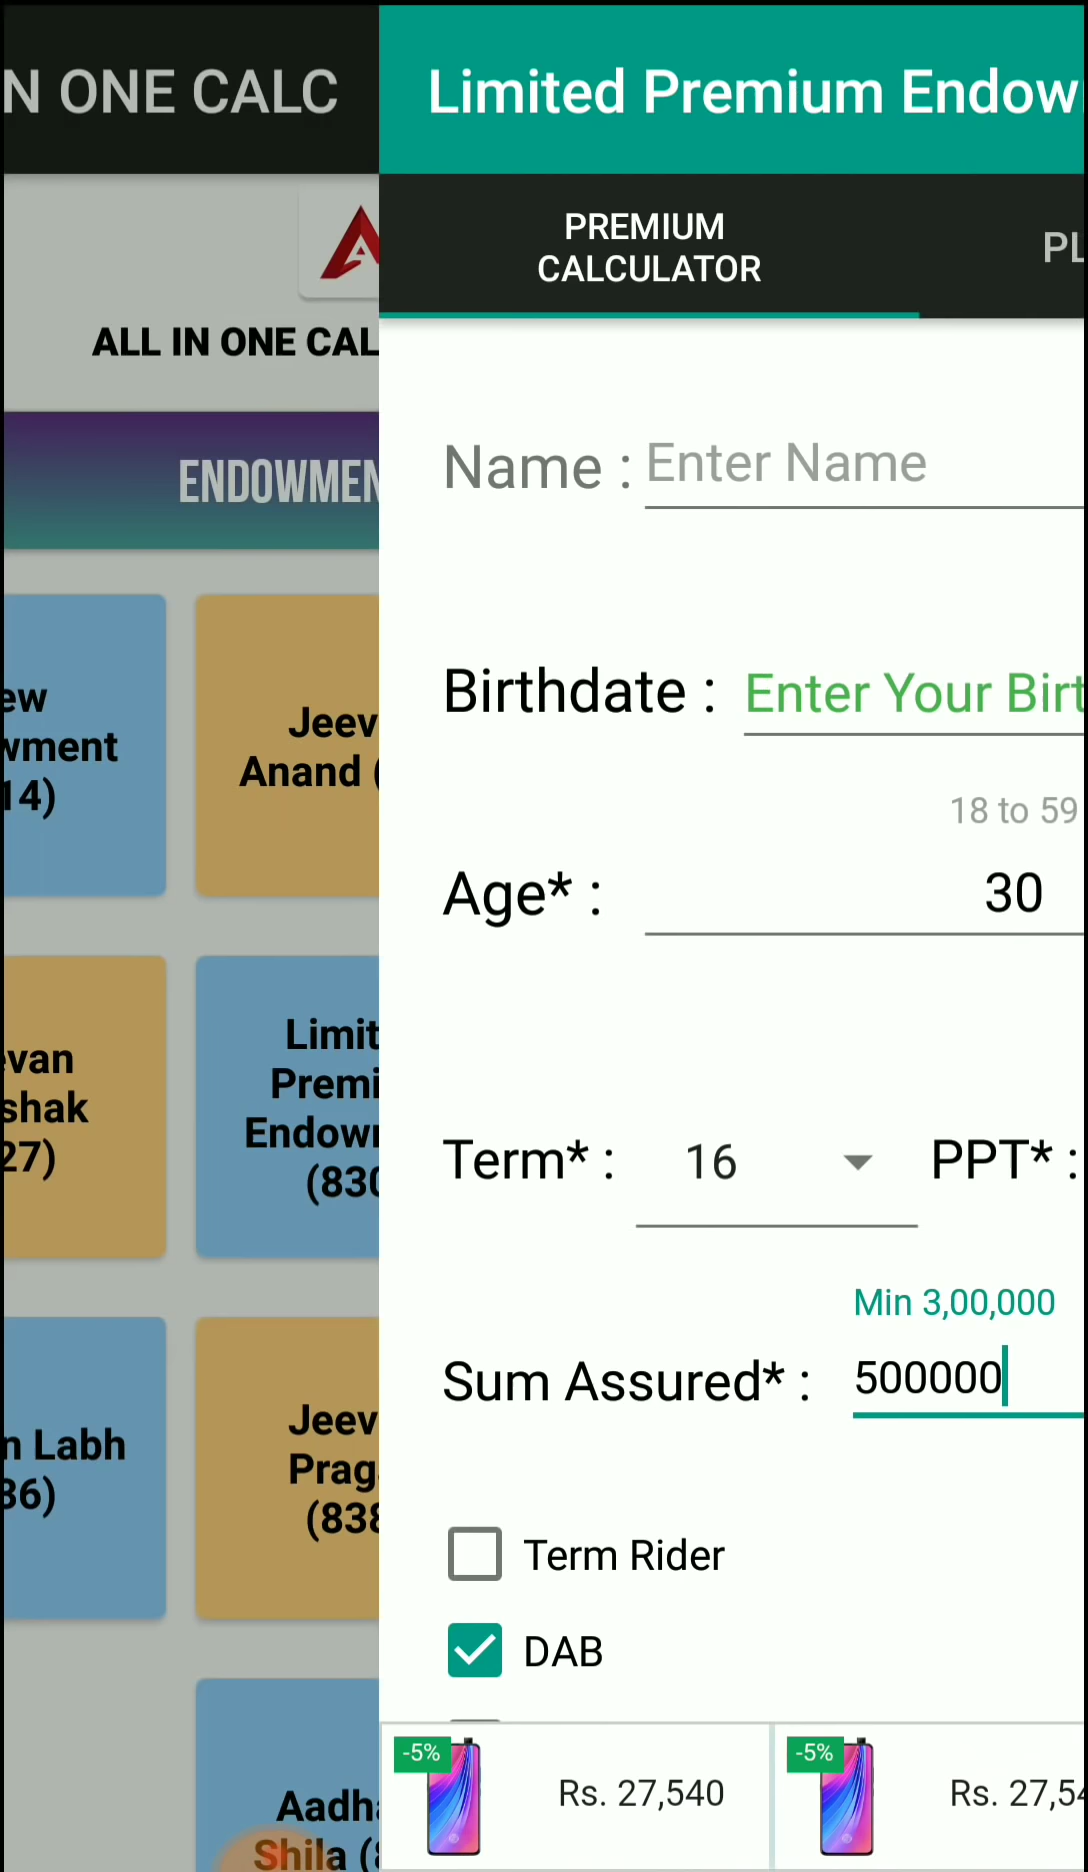 N ONE CALC
ALL IN ONE CAL
ENDOWMEN
ew
wment
14)
Jeev
Anand (
van
shak
27)
Limit
Premi
Endow
(830
n Labh
36)
Jeev
Prag
(838
Aadha
Shila (
Limited Premium Endow
PREMIUM
CALCULATOR
PL
Name : Enter Name
Birthdate : Enter Your Birt
18 to 59
Age* : 30
Term* : 16 PPT* :
Min 3,00,000
Sum Assured* : 500000
Term Rider
DAB
-5% Rs. 27,540
-5% Rs. 27,54